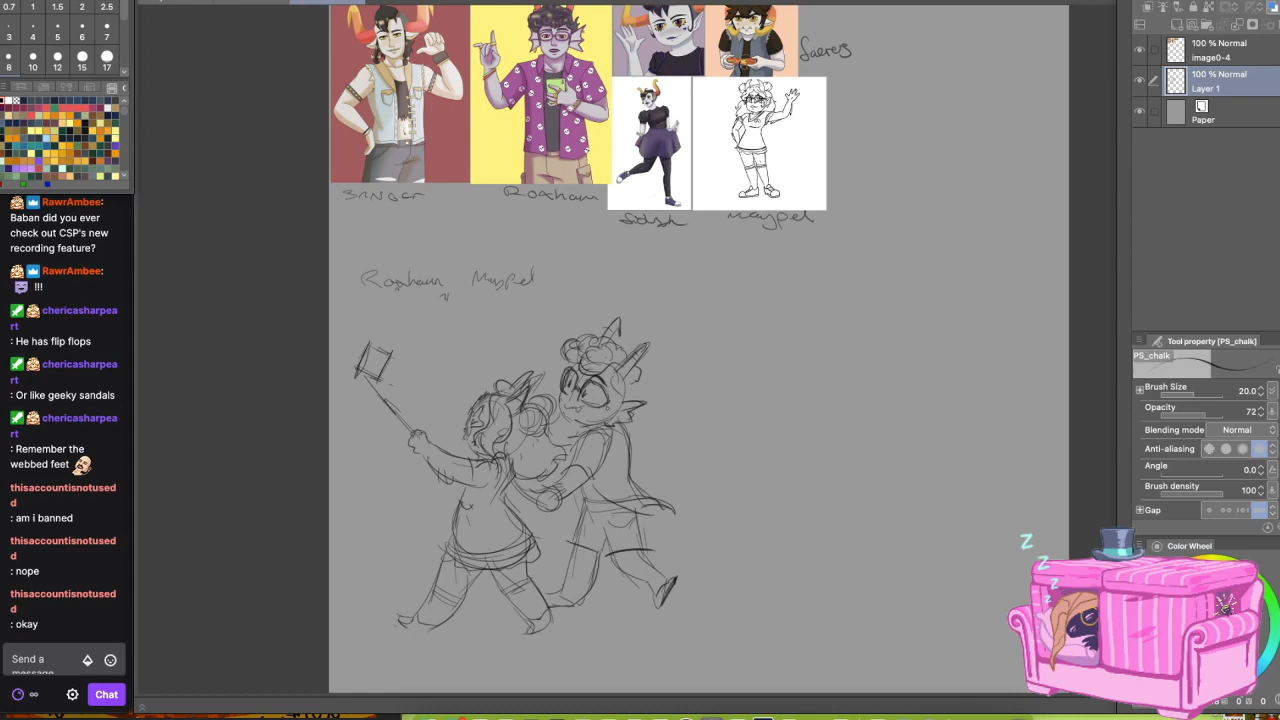 0.7 1 1.5 2 2.5
3 4 5 6 7
8 10 12 15 17
RawrAmbee:
Baban did you ever
check out CSP's new
recording feature?
RawrAmbee:
!!!
chericasharpea
rt
: He has flip flops
chericasharpea
rt
: Or like geeky sandals
chericasharpea
rt
: Remember the
webbed feet
thisaccountisnotused
d
: am i banned
thisaccountisnotused
d
: nope
thisaccountisnotused
d
: okay
Send a
message
Chat
Roxham
Maypel
Roxham Maypel
100 % Normal
image0-4
100 % Normal
Layer 1
Paper
Tool property [PS_chalk]
PS_chalk
Brush Size 20.0
Opacity 72
Blending mode Normal
Anti-aliasing
Angle 0.0
Brush density 100
Gap
Color Wheel
z
z
z